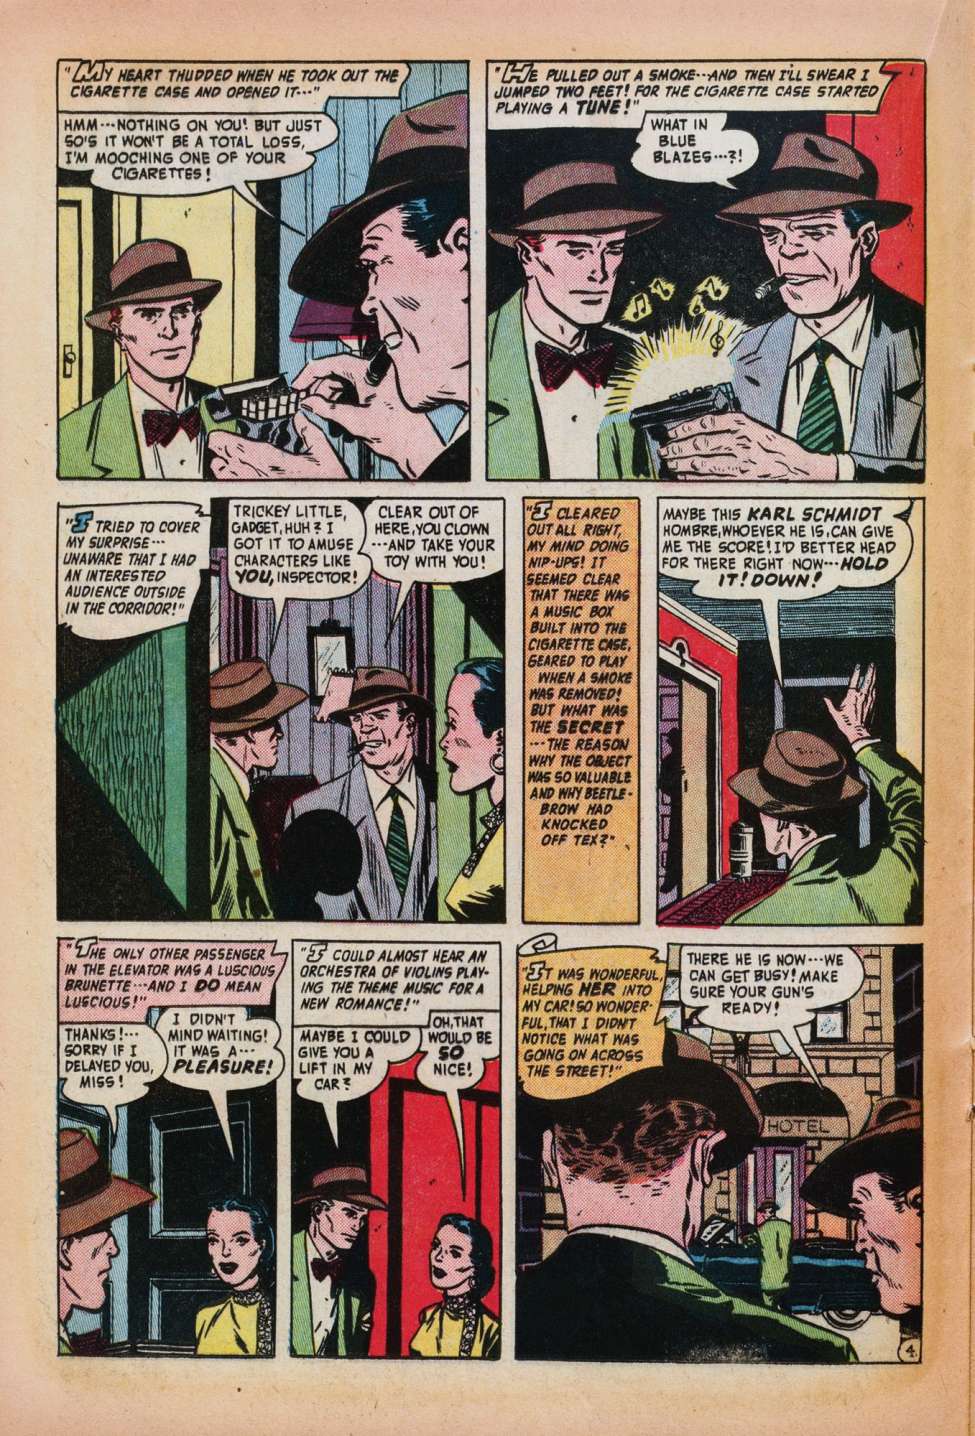 "MY HEART THUDDED WHEN HE TOOK OUT THE
CIGARETTE CASE AND OPENED IT---"
HMM---NOTHING ON YOU! BUT JUST
SO'S IT WON'T BE A TOTAL LOSS,
I'M MOOCHING ONE OF YOUR
CIGARETTES!
"HE PULLED OUT A SMOKE---AND THEN I'LL SWEAR I
JUMPED TWO FEET! FOR THE CIGARETTE CASE STARTED
PLAYING A TUNE!"
WHAT IN
BLUE
BLAZES---?!
"I TRIED TO COVER
MY SURPRISE---
UNAWARE THAT I HAD
AN INTERESTED
AUDIENCE OUTSIDE
IN THE CORRIDOR!"
TRICKEY LITTLE,
GADGET, HUH? I
GOT IT TO AMUSE
CHARACTERS LIKE
YOU, INSPECTOR!
CLEAR OUT OF
HERE, YOU CLOWN
---AND TAKE YOUR
TOY WITH YOU!
"I CLEARED
OUT ALL RIGHT,
MY MIND DOING
NIP-UPS! IT
SEEMED CLEAR
THAT THERE WAS
A MUSIC BOX
BUILT INTO THE
CIGARETTE CASE,
GEARED TO PLAY
WHEN A SMOKE
WAS REMOVED!
BUT WHAT WAS
THE SECRET
---THE REASON
WHY THE OBJECT
WAS SO VALUABLE
AND WHY BEETLE-
BROW HAD
KNOCKED
OFF TEX?"
MAYBE THIS KARL SCHMIDT
HOMBRE, WHOEVER HE IS, CAN GIVE
ME THE SCORE! I'D BETTER HEAD
FOR THERE RIGHT NOW---HOLD
IT! DOWN!
"THE ONLY OTHER PASSENGER
IN THE ELEVATOR WAS A LUSCIOUS
BRUNETTE---AND I DO MEAN
LUSCIOUS!"
THANKS!---
SORRY IF I
DELAYED YOU,
MISS!
I DIDN'T
MIND WAITING!
IT WAS A---
PLEASURE!
"I COULD ALMOST HEAR AN
ORCHESTRA OF VIOLINS PLAY-
ING THE THEME MUSIC FOR A
NEW ROMANCE!"
MAYBE I COULD
GIVE YOU A
LIFT IN MY
CAR?
OH, THAT
WOULD BE
SO
NICE!
"IT WAS WONDERFUL,
HELPING HER INTO
MY CAR! SO WONDER-
FUL, THAT I DIDN'T
NOTICE WHAT WAS
GOING ON ACROSS
THE STREET!"
THERE HE IS NOW---WE
CAN GET BUSY! MAKE
SURE YOUR GUN'S
READY!
HOTEL
4